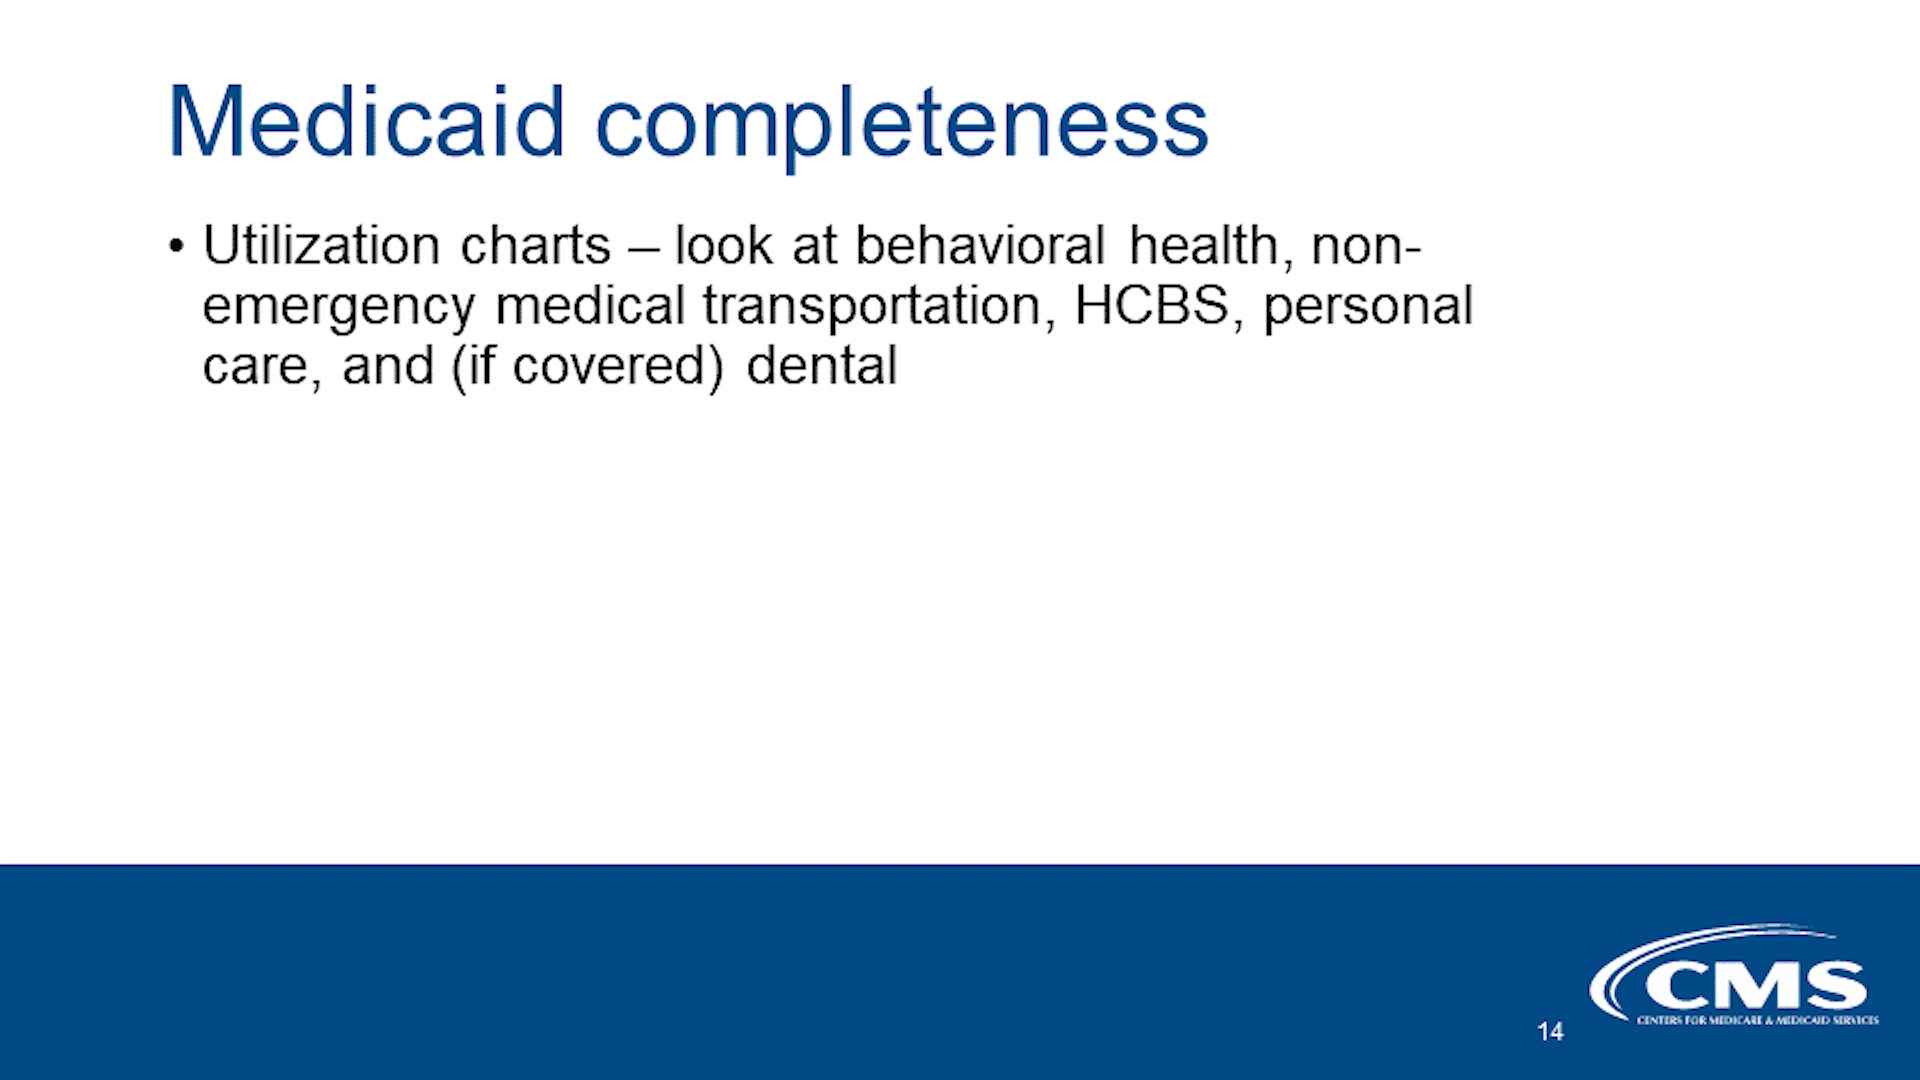 Medicaid completeness
• Utilization charts – look at behavioral health, non-
emergency medical transportation, HCBS, personal
care, and (if covered) dental
CMS
CENTERS FOR MEDICARE & MEDICAID SERVICES
14